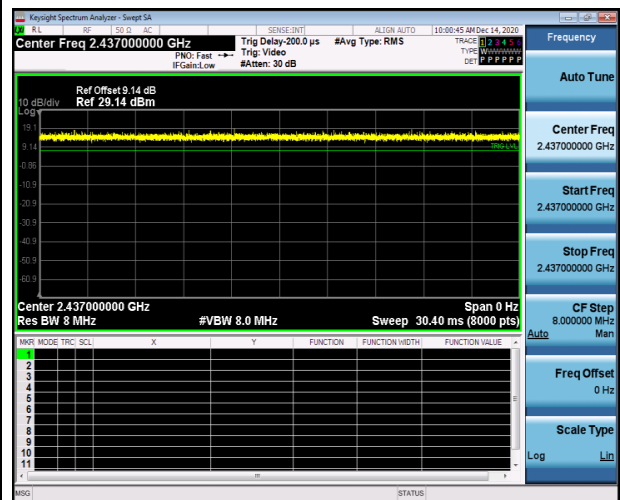 Keysight Spectrum Analyzer - Swept SA
RL RF 50 Ω AC SENSE:INT ALIGN AUTO 10:00:45 AM Dec 14, 2020
Center Freq 2.437000000 GHz Trig Delay-200.0 µs #Avg Type: RMS TRACE 1 2 3 4 5 6
PNO: Fast Trig: Video TYPE W
IFGain:Low #Atten: 30 dB DET P P P P P P
Ref Offset 9.14 dB
10 dB/div Ref 29.14 dBm
Log
19.1
9.14
TRIG LVL
-0.86
-10.9
-20.9
-30.9
-40.9
-50.9
-60.9
Center 2.437000000 GHz Span 0 Hz
Res BW 8 MHz #VBW 8.0 MHz Sweep 30.40 ms (8000 pts)
MKR MODE TRC SCL X Y FUNCTION FUNCTION WIDTH FUNCTION VALUE
1
2
3
4
5
6
7
8
9
10
11
MSG STATUS
Frequency
Auto Tune
Center Freq
2.437000000 GHz
Start Freq
2.437000000 GHz
Stop Freq
2.437000000 GHz
CF Step
8.000000 MHz
Auto Man
Freq Offset
0 Hz
Scale Type
Log Lin